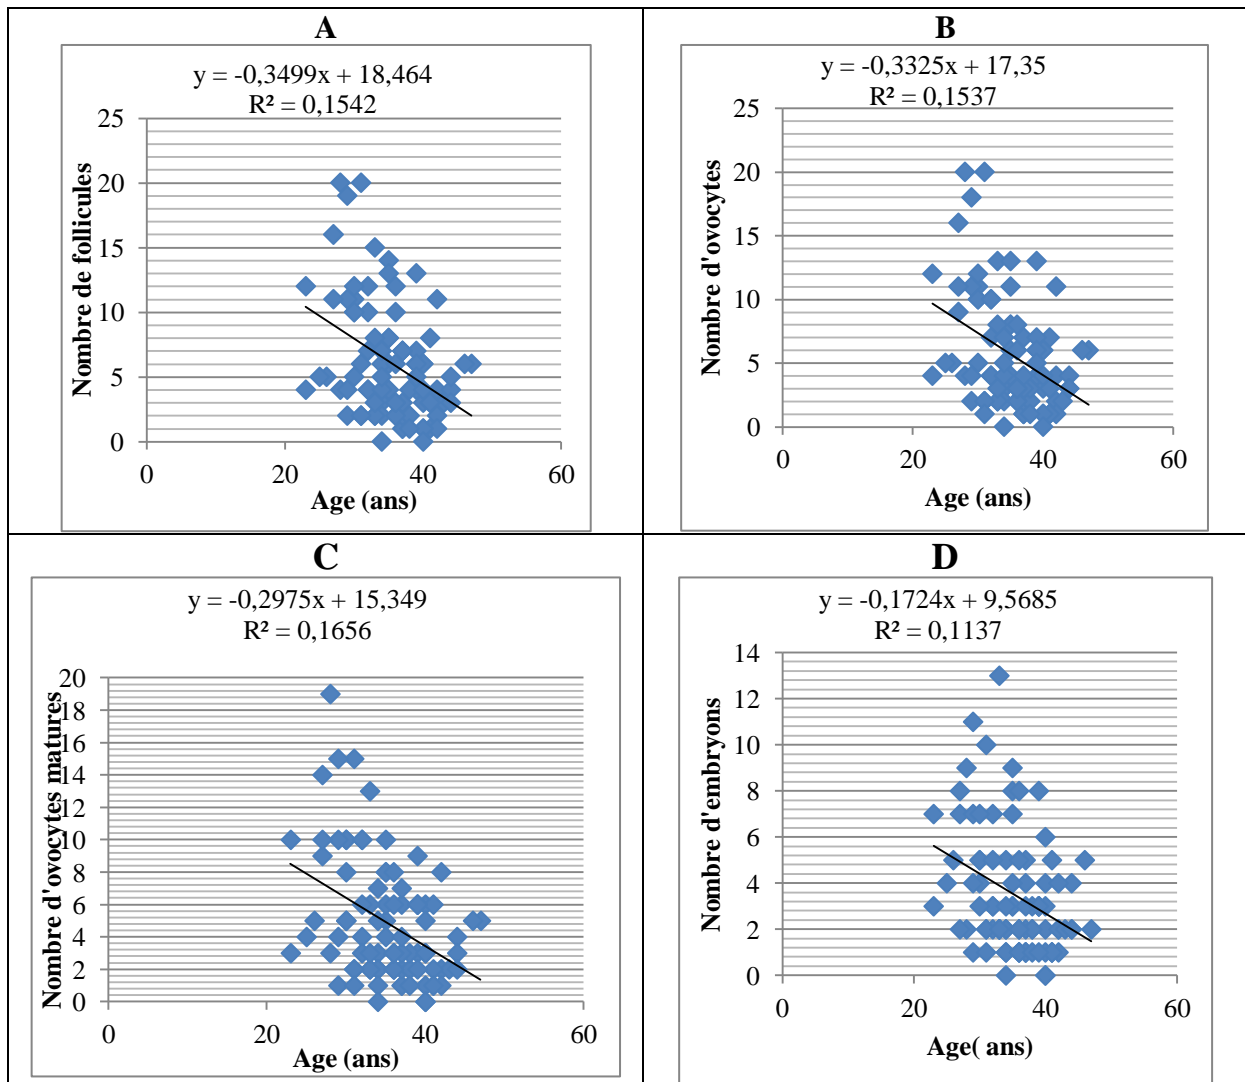 A
y = -0,3499x + 18,464
R² = 0,1542
25
20
15
10
5
0
0 20 40 60
Nombre de follicules
Age (ans)
B
y = -0,3325x + 17,35
R² = 0,1537
25
20
15
10
5
0
0 20 40 60
Nombre d'ovocytes
Age (ans)
C
y = -0,2975x + 15,349
R² = 0,1656
20
18
16
14
12
10
8
6
4
2
0
0 20 40 60
Nombre d'ovocytes matures
Age (ans)
D
y = -0,1724x + 9,5685
R² = 0,1137
14
12
10
8
6
4
2
0
0 20 40 60
Nombre d'embryons
Age( ans)